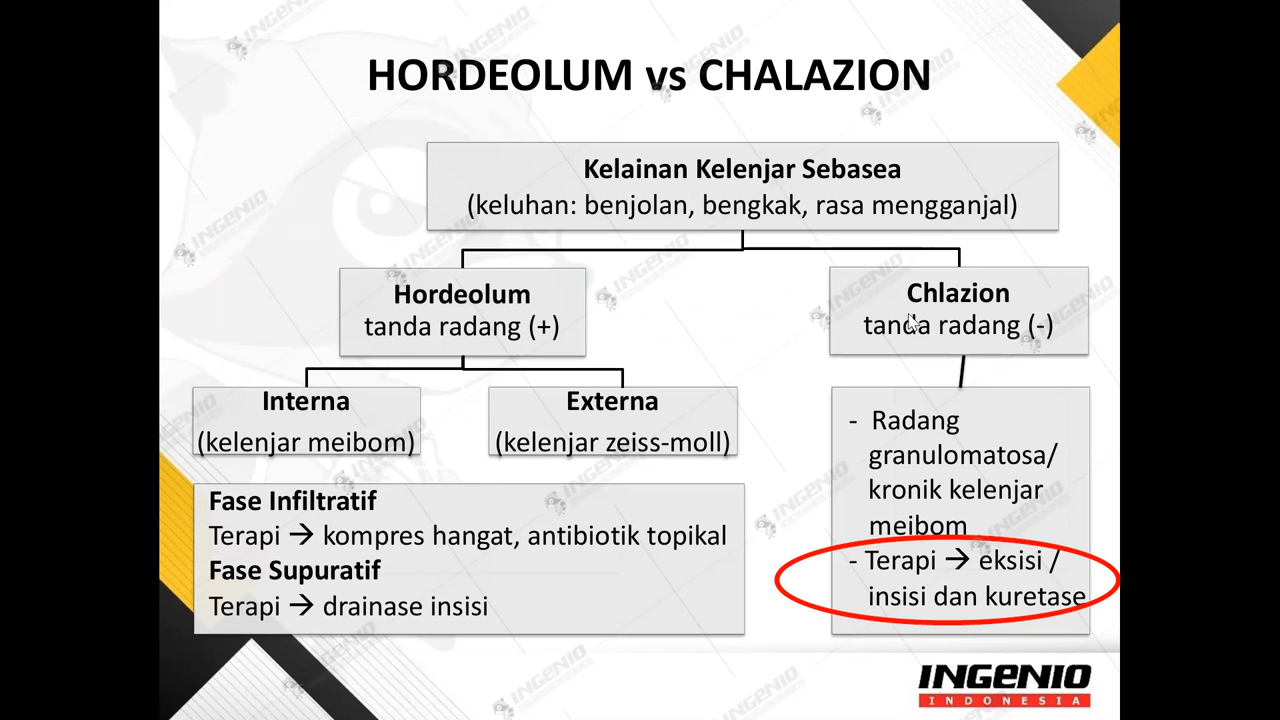 HORDEOLUM vs CHALAZION
Kelainan Kelenjar Sebasea
(keluhan: benjolan, bengkak, rasa mengganjal)
Hordeolum
tanda radang (+)
Chlazion
tanda radang (-)
Interna
(kelenjar meibom)
Externa
(kelenjar zeiss-moll)
Fase Infiltratif
Terapi → kompres hangat, antibiotik topikal
Fase Supuratif
Terapi → drainase insisi
- Radang
granulomatosa/
kronik kelenjar
meibom
- Terapi → eksisi /
insisi dan kuretase
INGENIO
INDONESIA